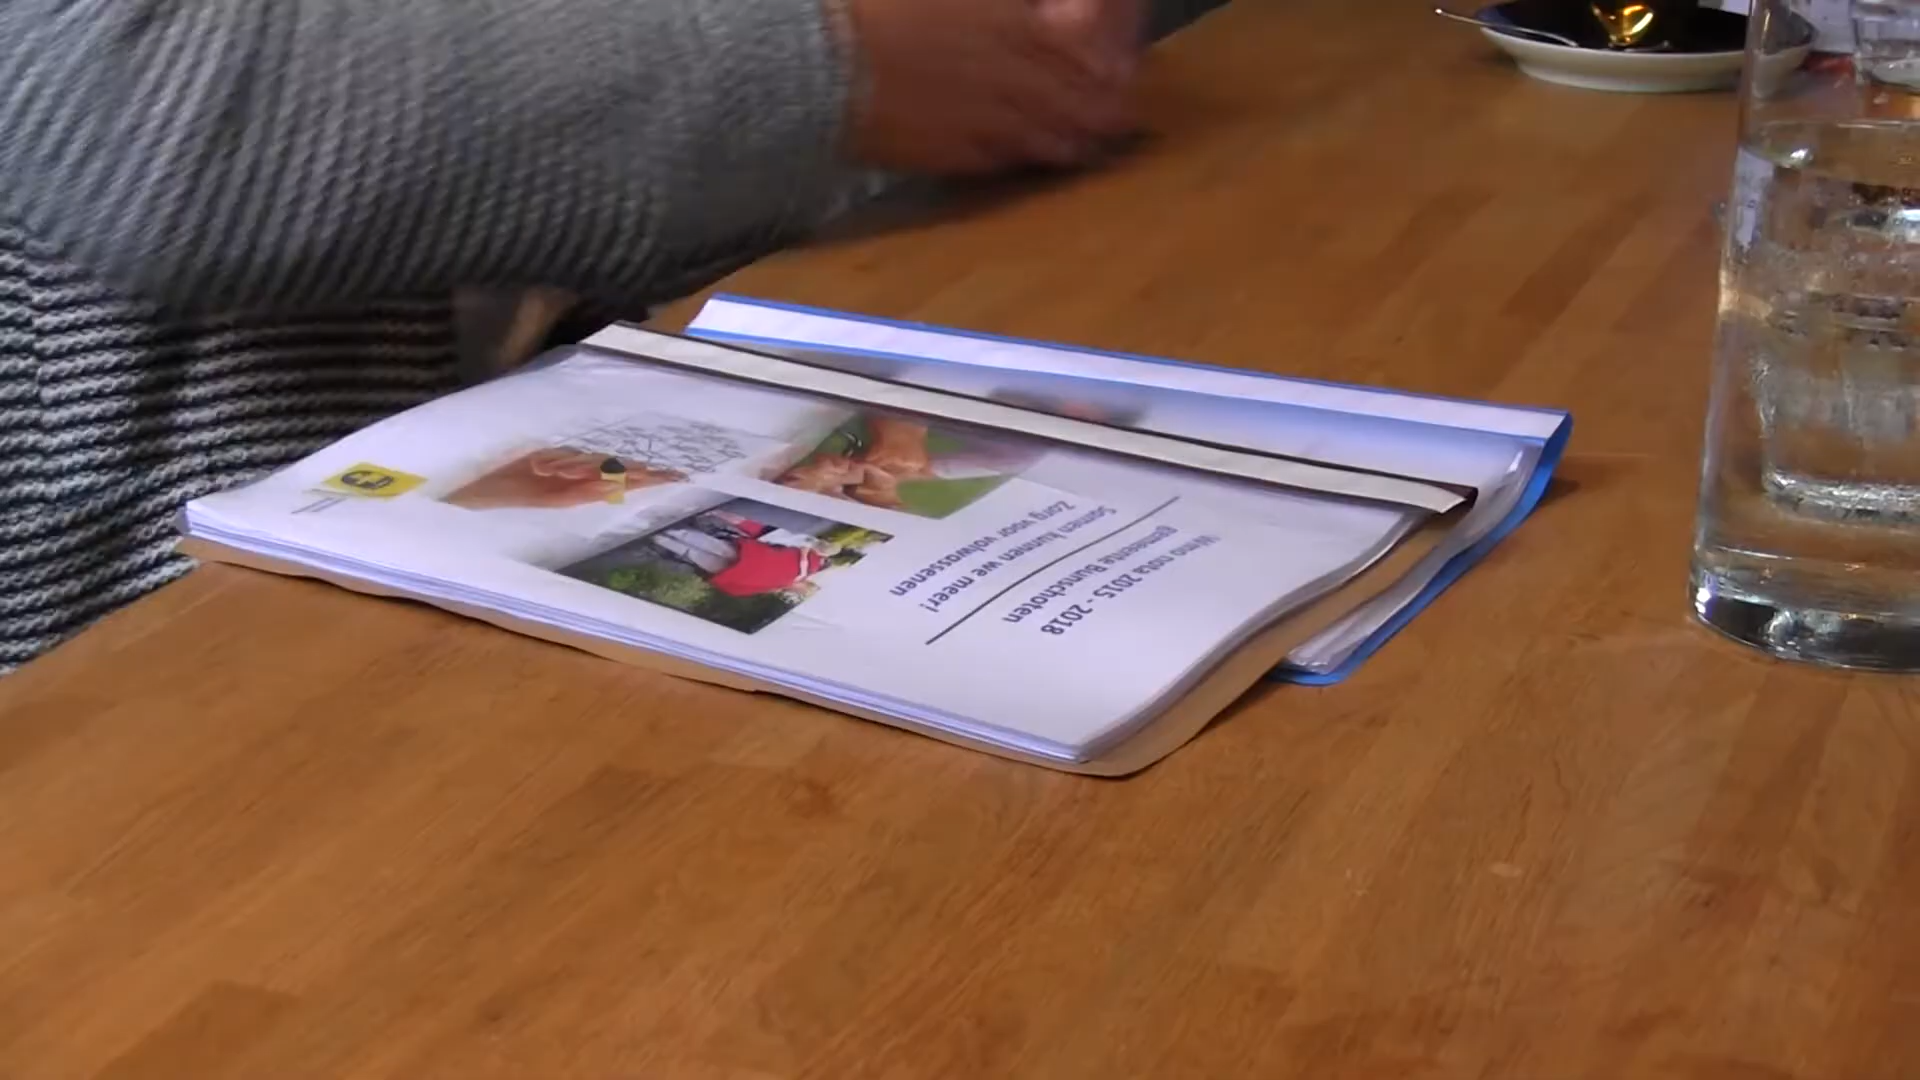 Wmo nota 2015 - 2018
gemeente Bunschoten
Samen kunnen we meer!
Zorg voor volwassenen